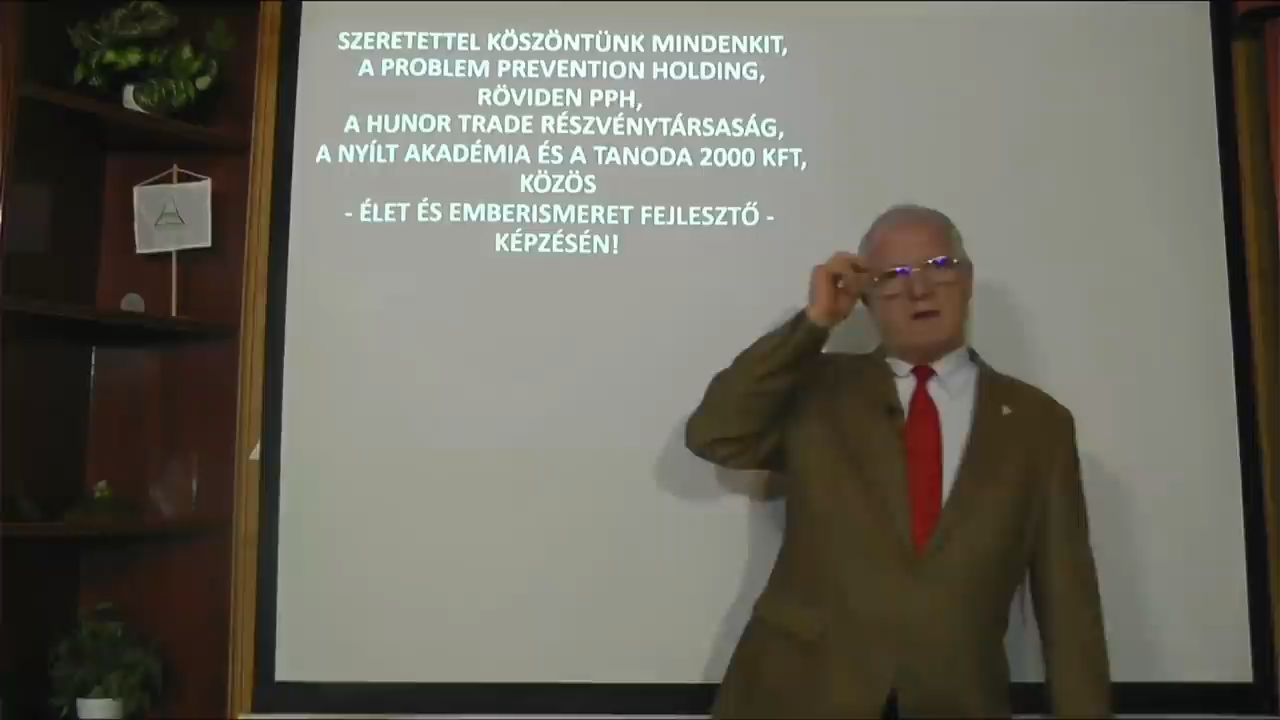 SZERETETTEL KÖSZÖNTÜNK MINDENKIT,
A PROBLEM PREVENTION HOLDING,
RÖVIDEN PPH,
A HUNOR TRADE RÉSZVÉNYTÁRSASÁG,
A NYÍLT AKADÉMIA ÉS A TANODA 2000 KFT,
KÖZÖS
- ÉLET ÉS EMBERISMERET FEJLESZTŐ -
KÉPZÉSÉN!